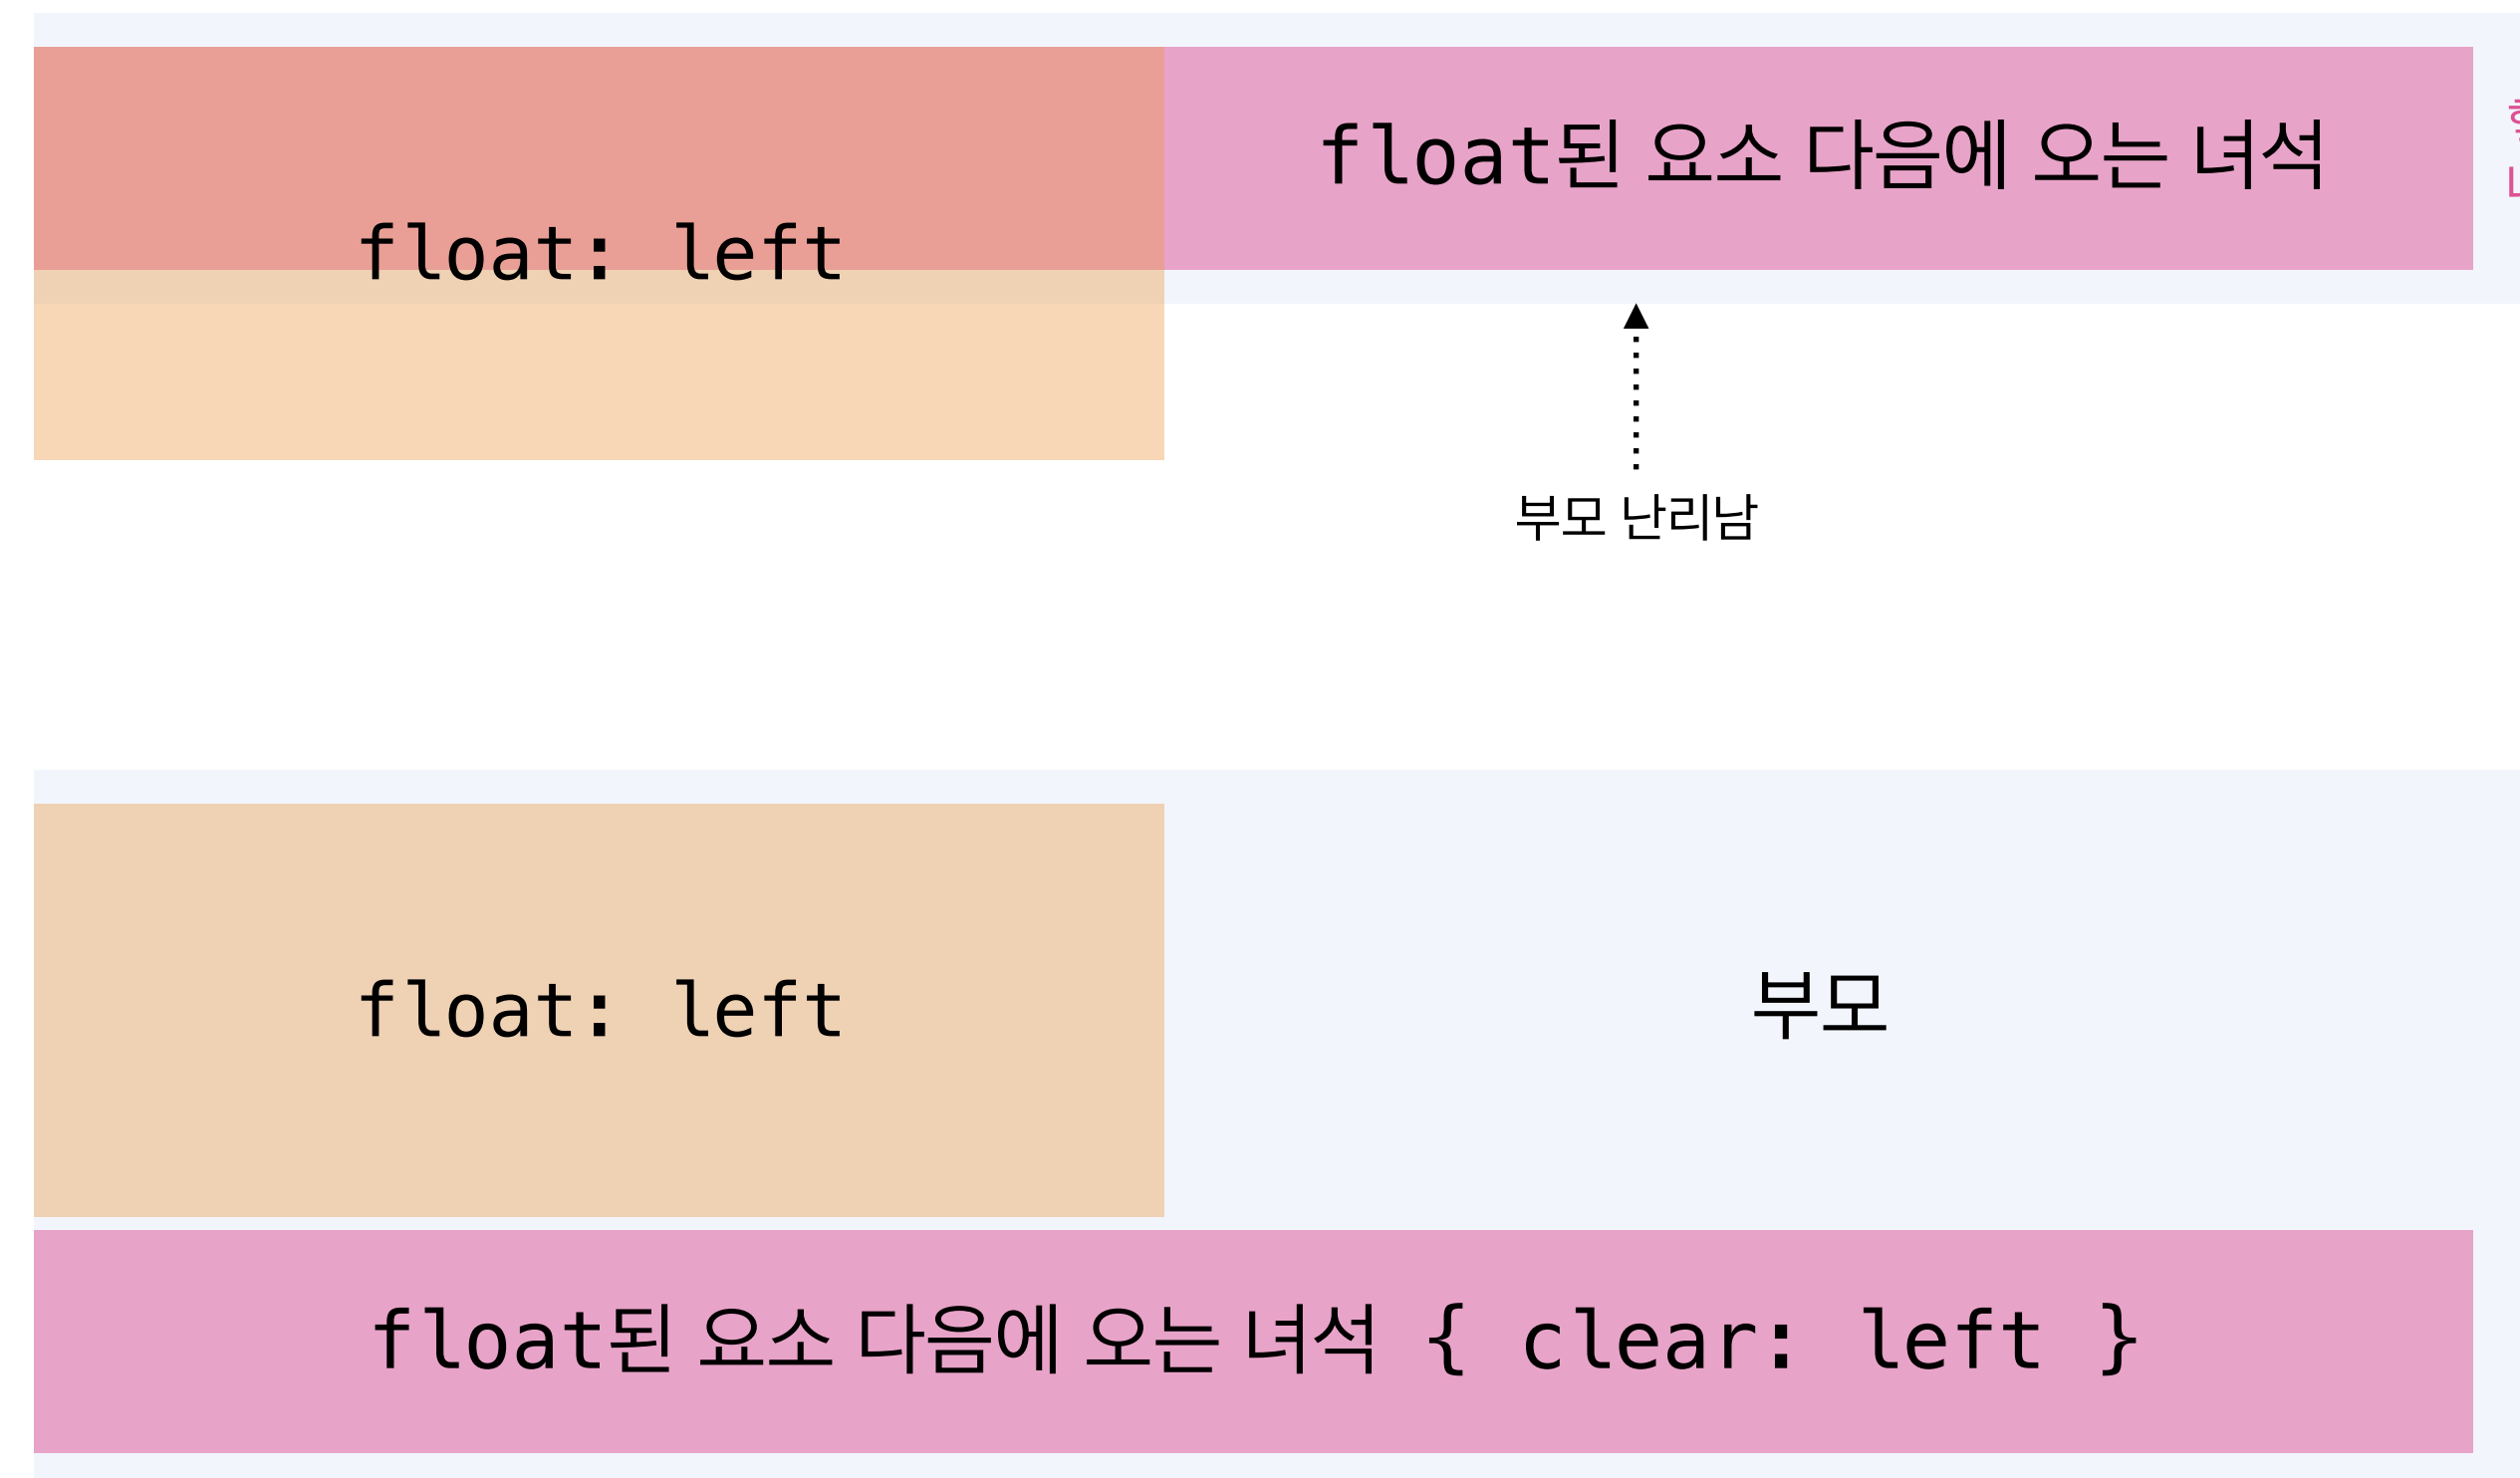 float된 요소 다음에 오는 녀석
float: left
부모 난리남
float: left
부모
float된 요소 다음에 오는 녀석 { clear: left }